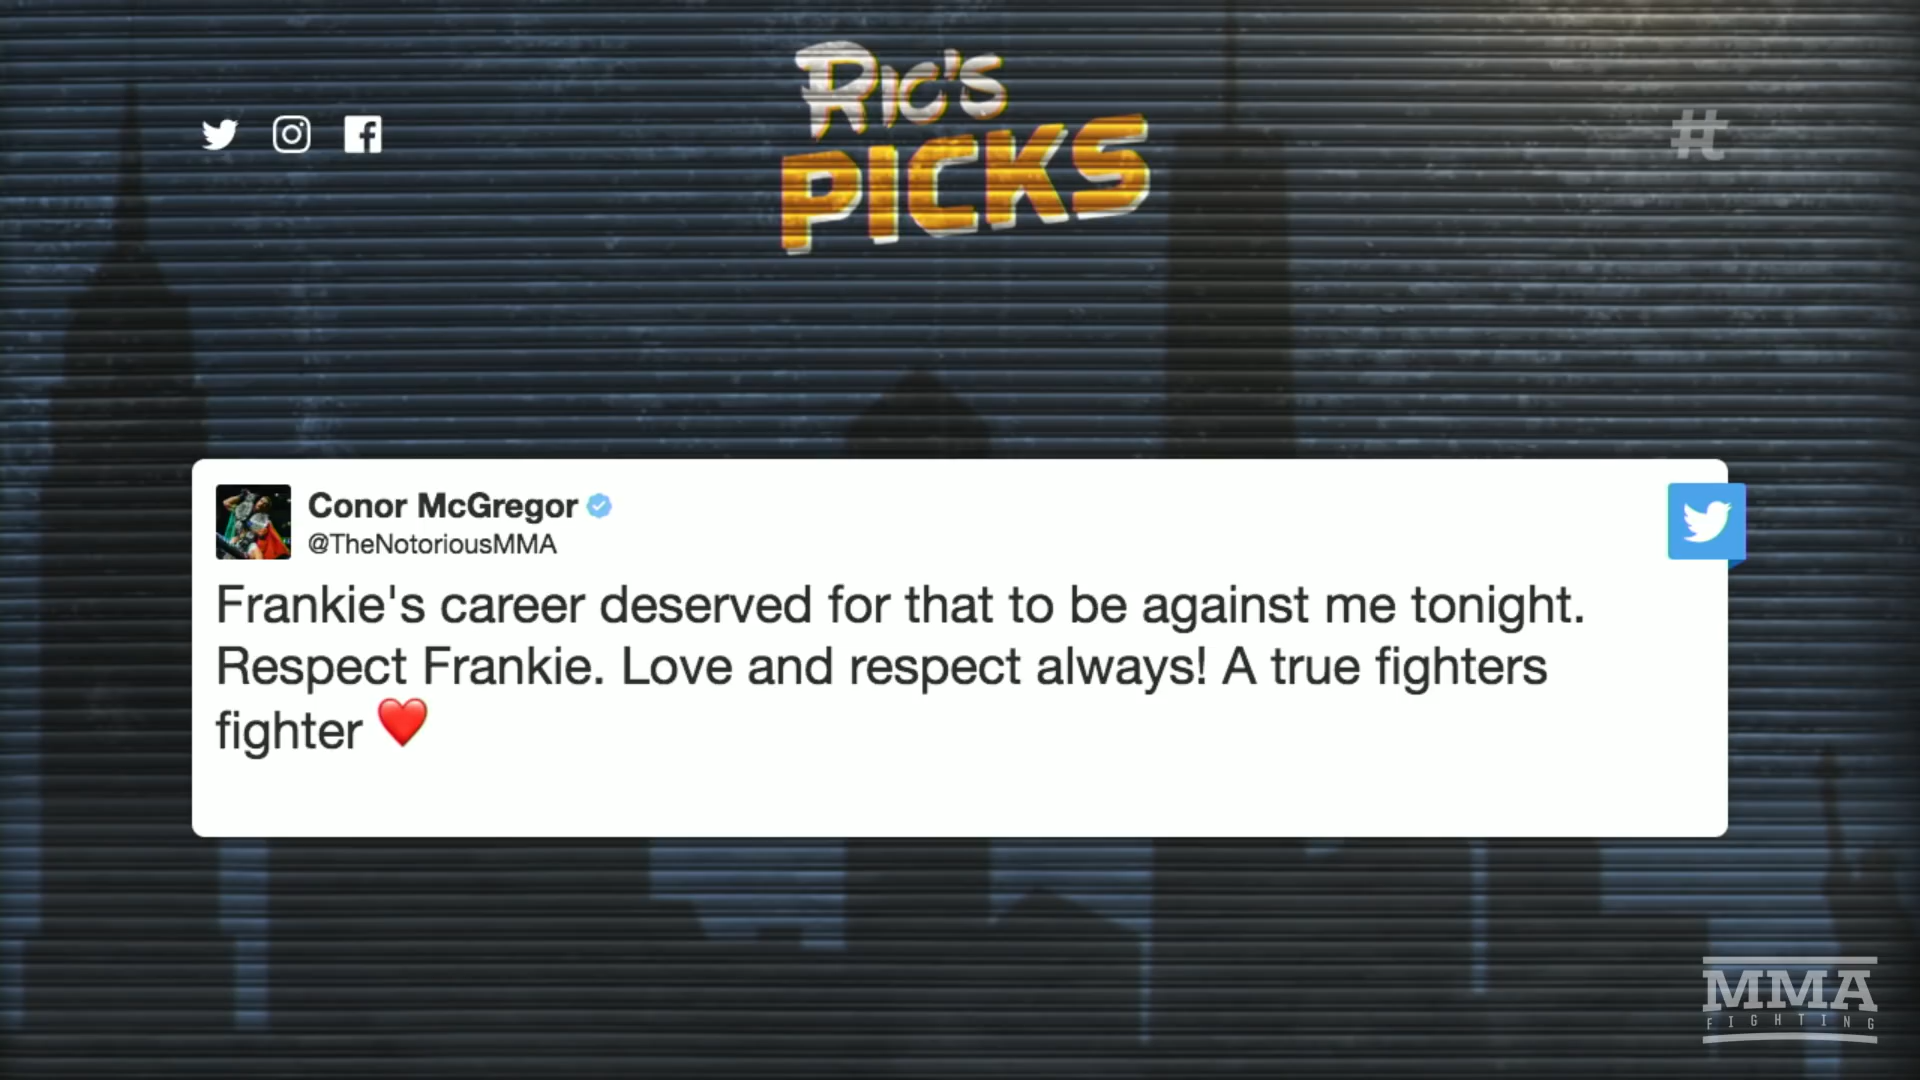 Ric's
PICKS
#
Conor McGregor
@TheNotoriousMMA
Frankie's career deserved for that to be against me tonight.
Respect Frankie. Love and respect always! A true fighters
fighter ❤️
MMA
FIGHTING